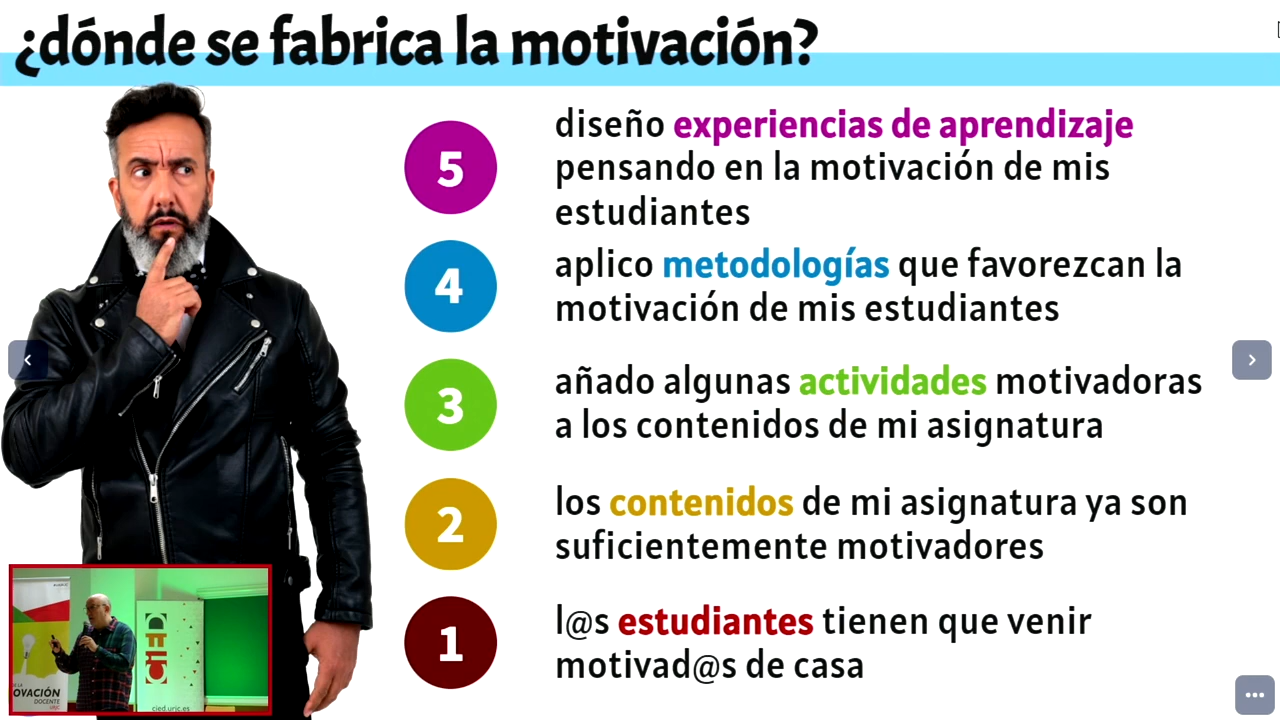 ¿dónde se fabrica la motivación?
5
diseño experiencias de aprendizaje
pensando en la motivación de mis
estudiantes
4
aplico metodologías que favorezcan la
motivación de mis estudiantes
3
añado algunas actividades motivadoras
a los contenidos de mi asignatura
2
los contenidos de mi asignatura ya son
suficientemente motivadores
1
l@s estudiantes tienen que venir
motivad@s de casa
OVACIÓN
DOCENTE
URJC
CIED
cied.urjc.es